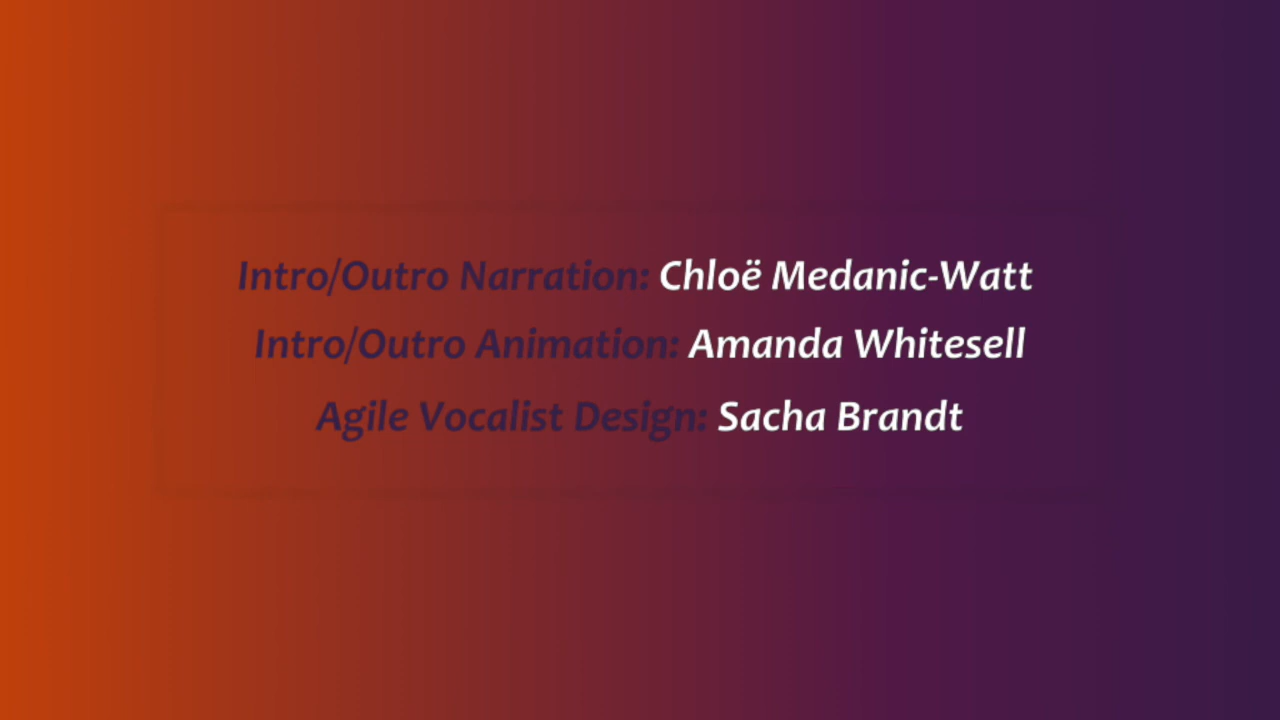 Intro/Outro Narration: Chloë Medanic-Watt
Intro/Outro Animation: Amanda Whitesell
Agile Vocalist Design: Sacha Brandt